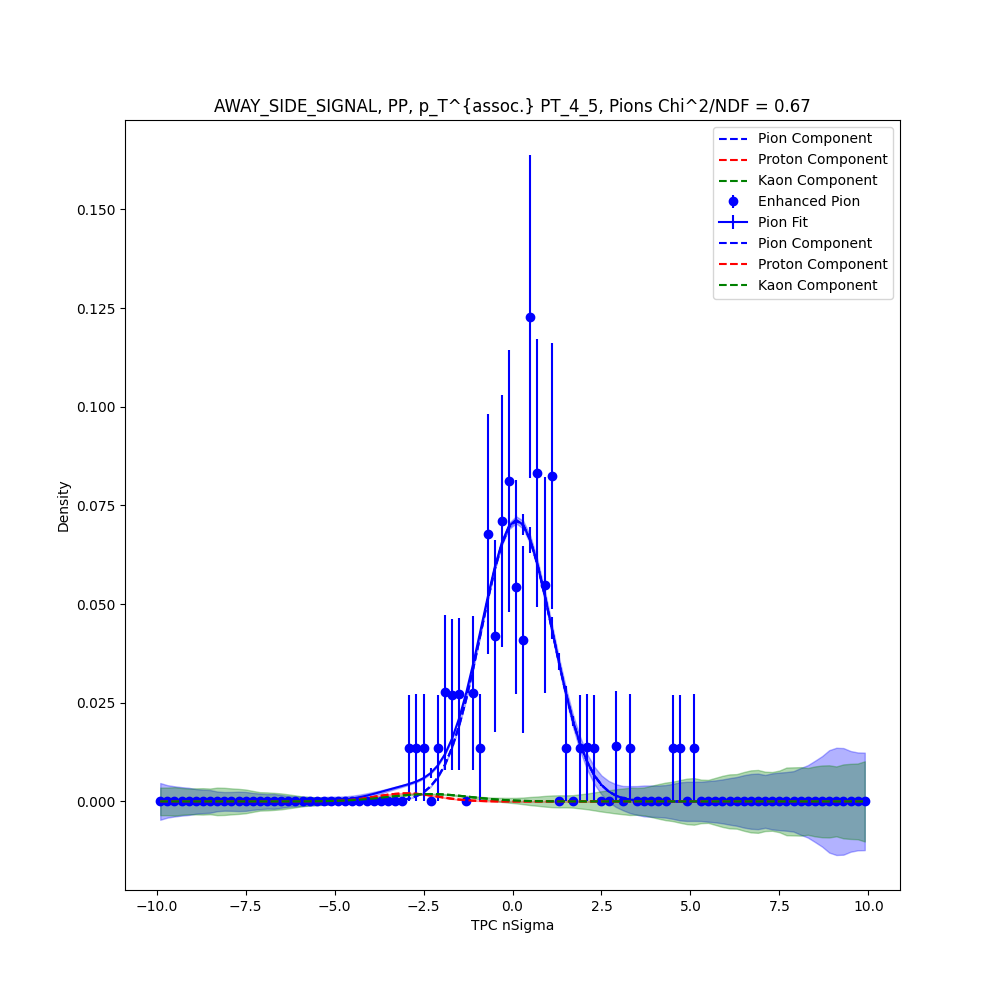 AWAY_SIDE_SIGNAL, PP, p_T^{assoc.} PT_4_5, Pions Chi^2/NDF = 0.67
Pion Component
Proton Component
Kaon Component
Enhanced Pion
Pion Fit
Pion Component
Proton Component
Kaon Component
0.150
0.125
0.100
0.075
0.050
0.025
0.000
Density
−10.0 −7.5 −5.0 −2.5 0.0 2.5 5.0 7.5 10.0
TPC nSigma